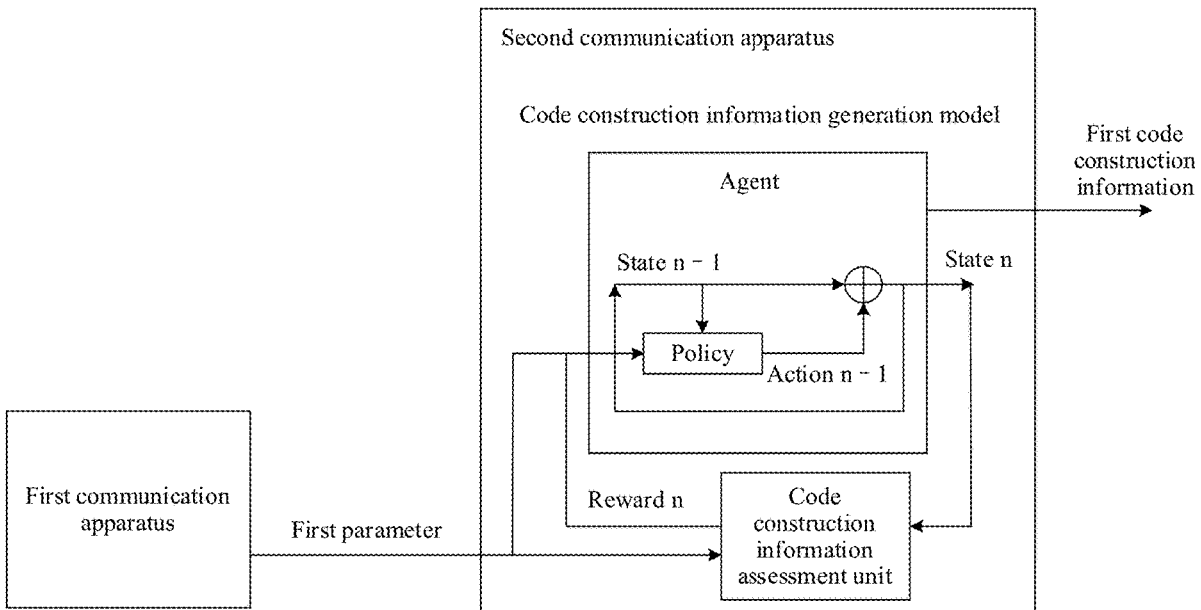 Second communication apparatus
Code construction information generation model
First code
construction
information
Agent
State n − 1
State n
Policy
Action n − 1
First communication
apparatus
First parameter
Reward n
Code
construction
information
assessment unit